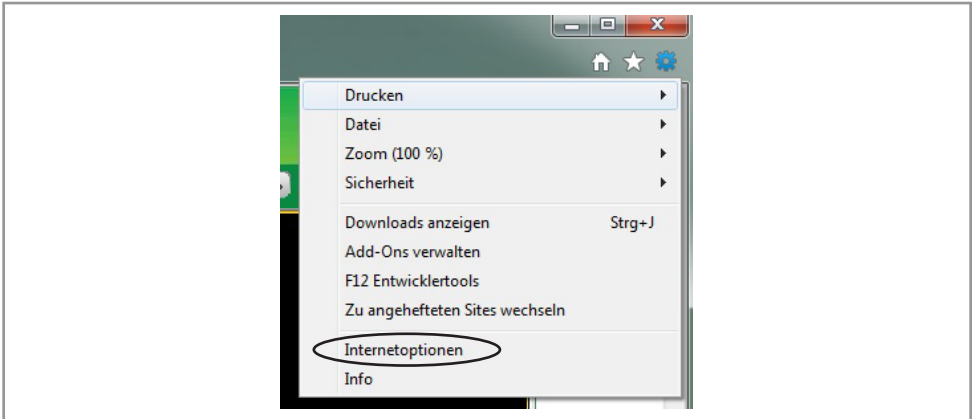 Drucken
Datei
Zoom (100 %)
Sicherheit
Downloads anzeigen Strg+J
Add-Ons verwalten
F12 Entwicklertools
Zu angehefteten Sites wechseln
Internetoptionen
Info